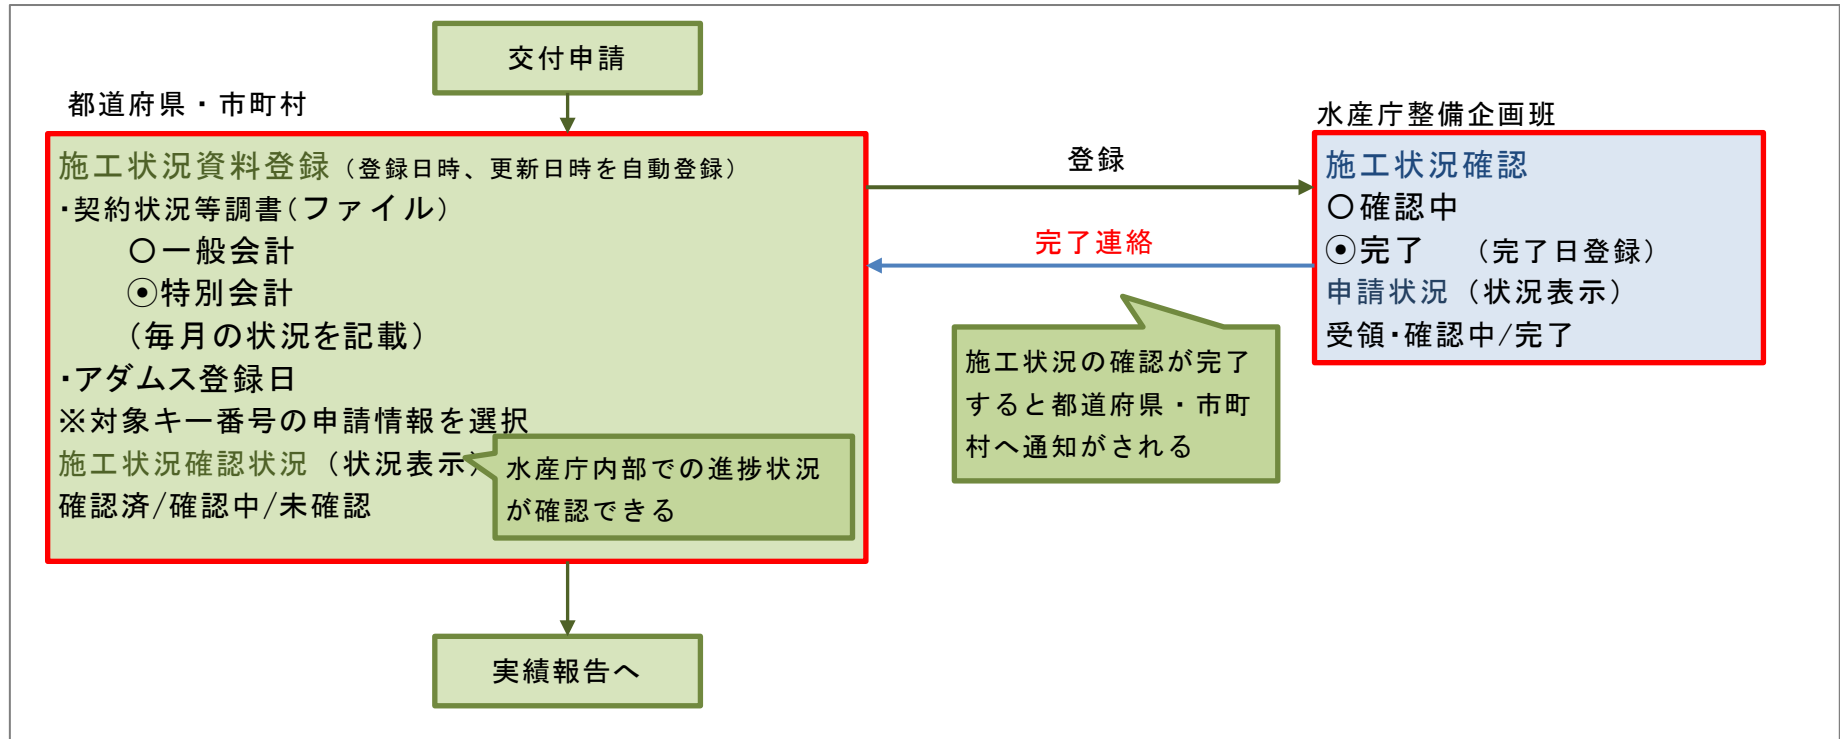 交付申請
都道府県・市町村
施工状況資料登録（登録日時、更新日時を自動登録）
・契約状況等調書(ファイル)
○一般会計
◉特別会計
（毎月の状況を記載）
・アダムス登録日
※対象キー番号の申請情報を選択
施工状況確認状況（状況表示）
確認済/確認中/未確認
水産庁内部での進捗状況
が確認できる
登録
完了連絡
施工状況の確認が完了
すると都道府県・市町
村へ通知がされる
水産庁整備企画班
施工状況確認
○確認中
◉完了　（完了日登録）
申請状況（状況表示）
受領・確認中/完了
実績報告へ